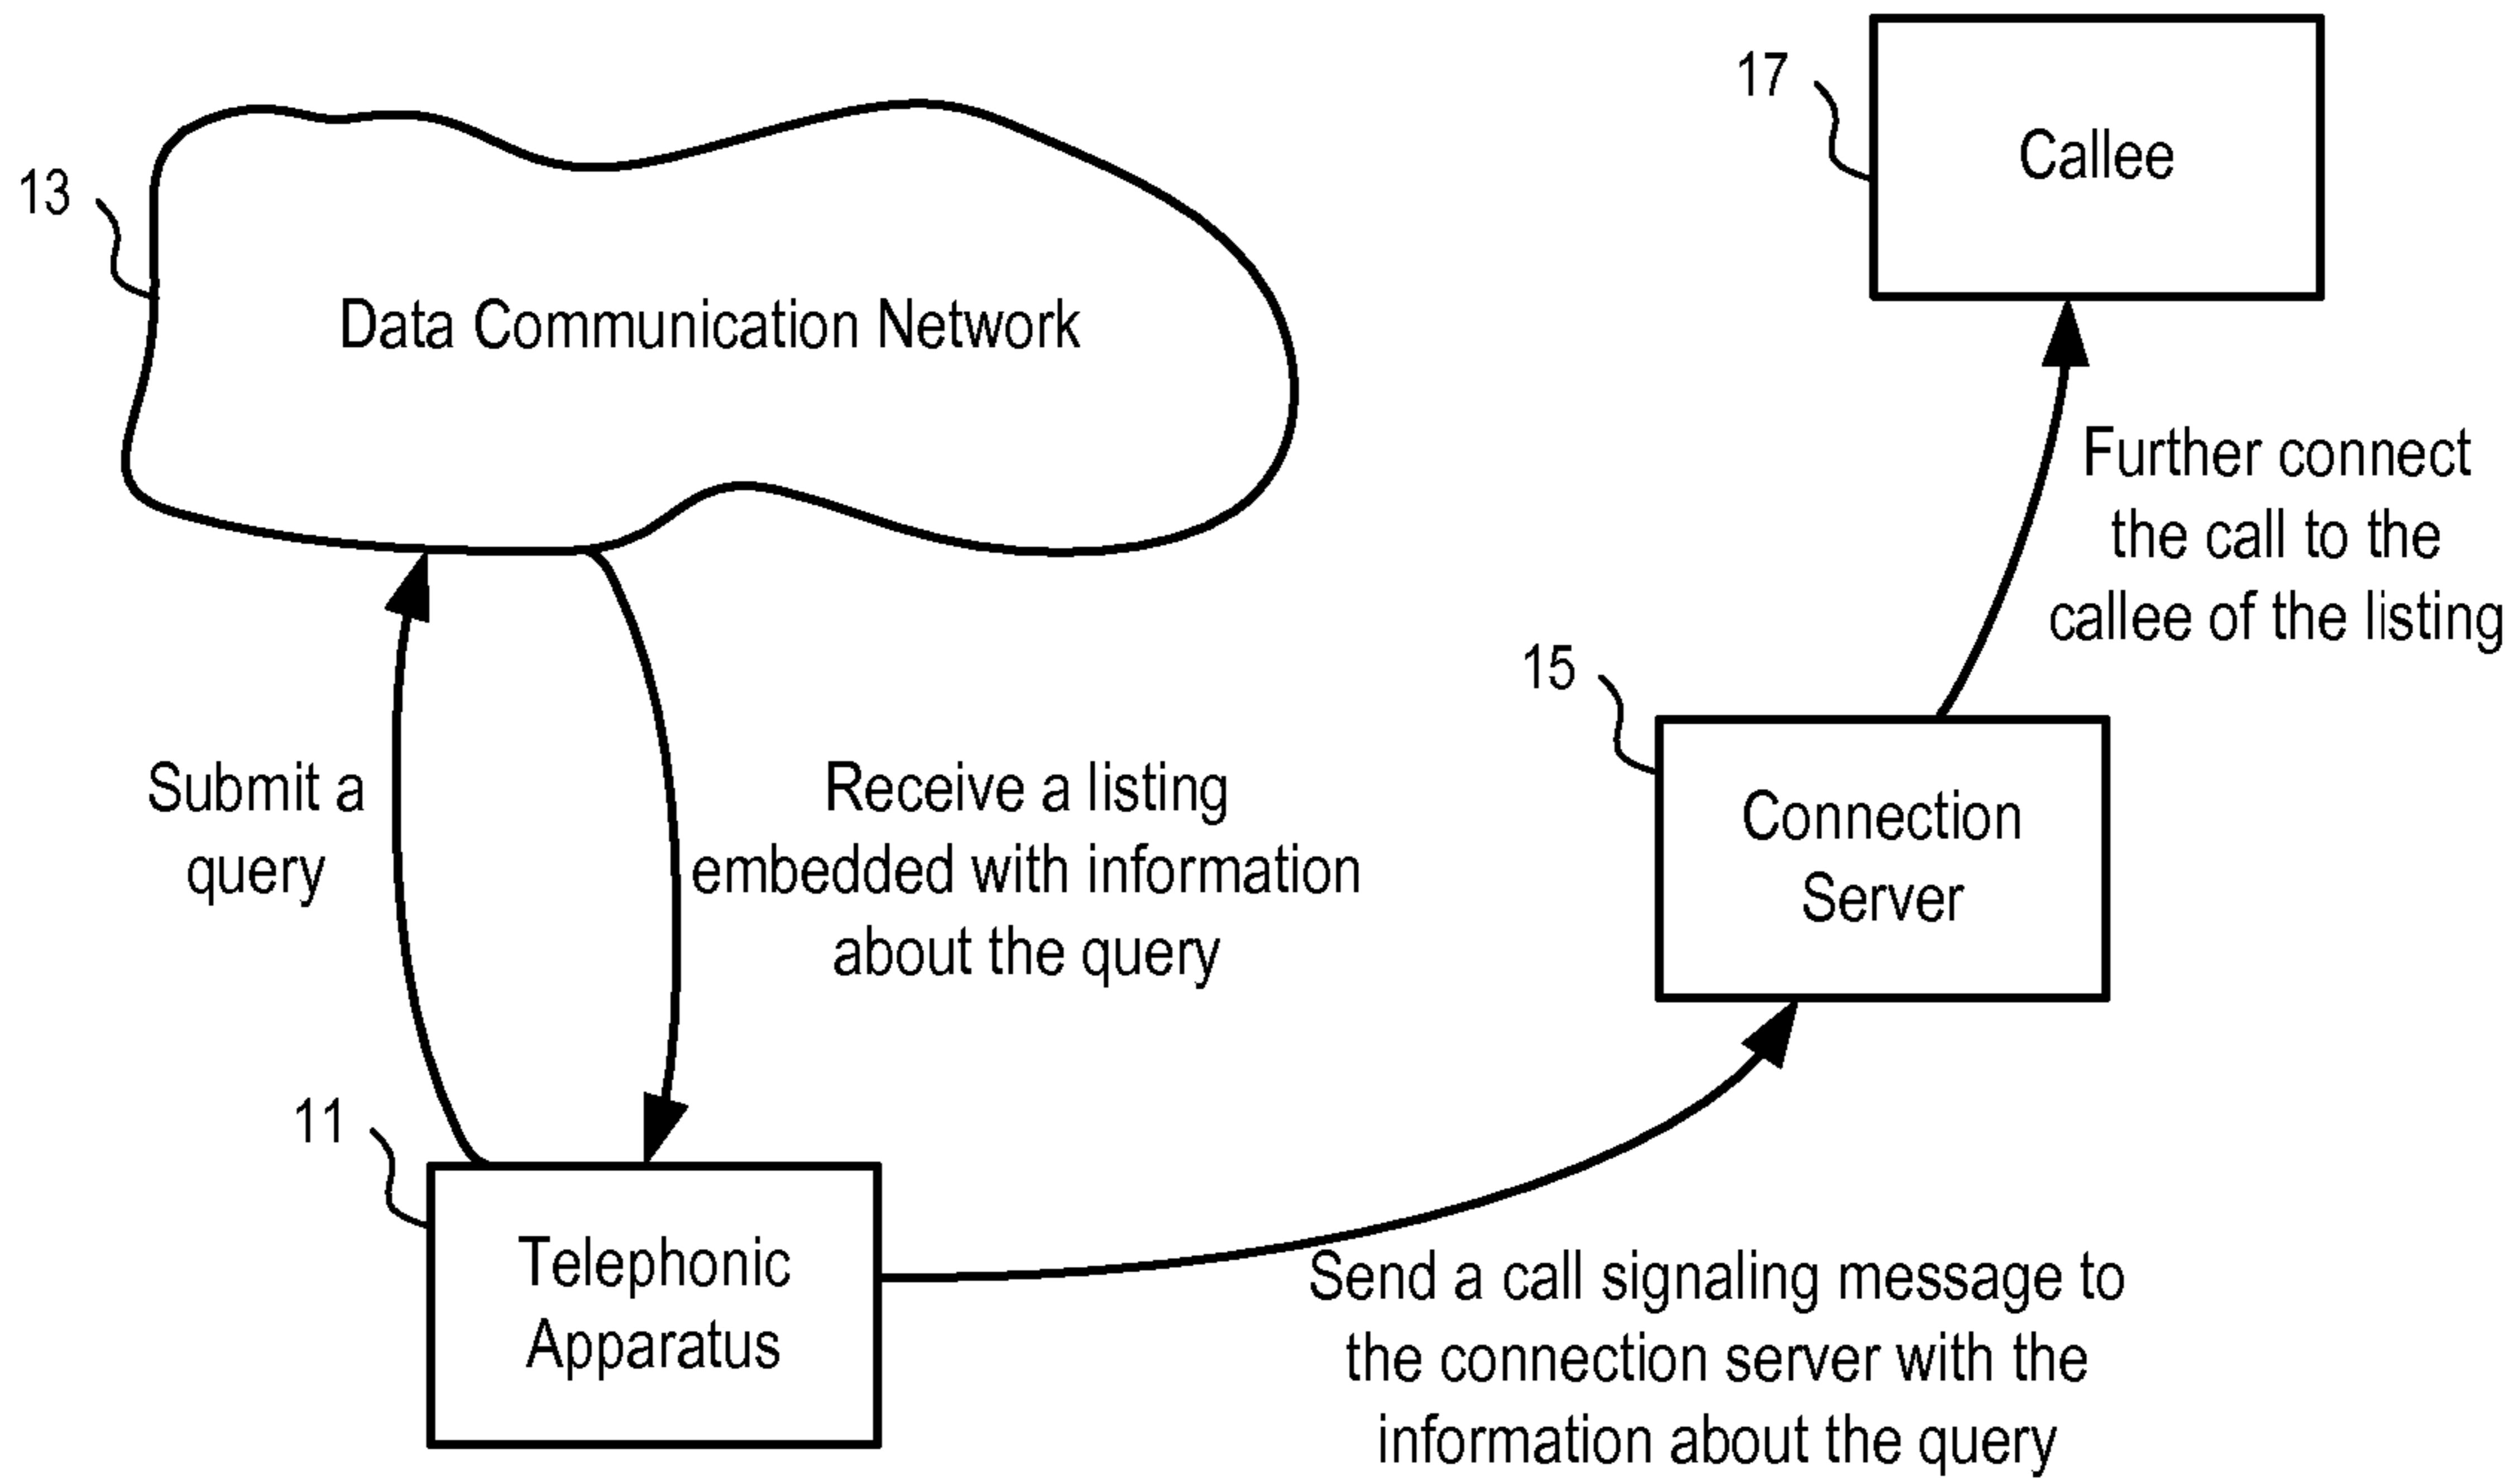 17
Callee
13
Data Communication Network
Further connect
the call to the
callee of the listing
15
Connection
Server
Submit a
query
Receive a listing
embedded with information
about the query
11
Telephonic
Apparatus
Send a call signaling message to
the connection server with the
information about the query